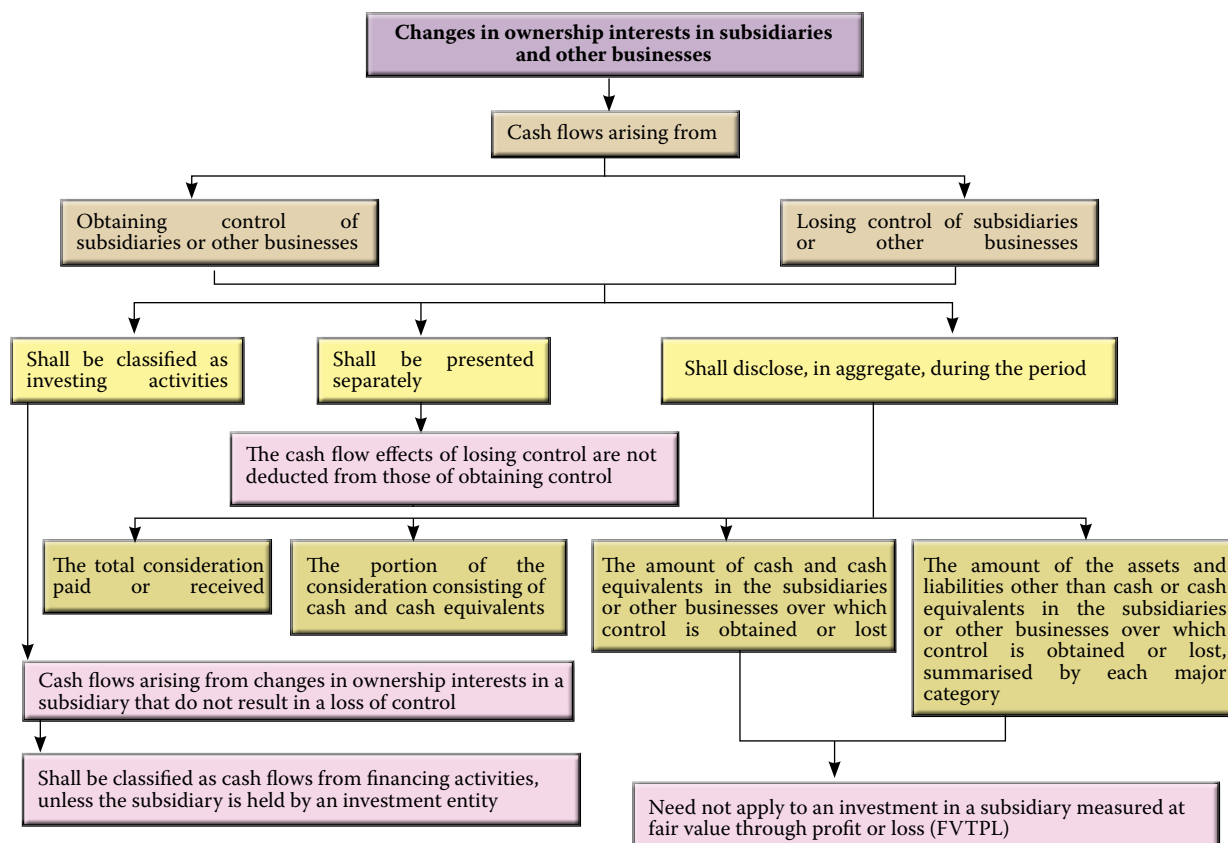 Changes in ownership interests in subsidiaries
and other businesses
Cash flows arising from
Obtaining control of
subsidiaries or other businesses
Losing control of subsidiaries
or other businesses
Shall be classified as
investing activities
Shall be presented
separately
Shall disclose, in aggregate, during the period
The cash flow effects of losing control are not
deducted from those of obtaining control
The total consideration
paid or received
The portion of the
consideration consisting of
cash and cash equivalents
The amount of cash and cash
equivalents in the subsidiaries
or other businesses over which
control is obtained or lost
The amount of the assets and
liabilities other than cash or cash
equivalents in the subsidiaries
or other businesses over which
control is obtained or lost,
summarised by each major
category
Cash flows arising from changes in ownership interests in a
subsidiary that do not result in a loss of control
Shall be classified as cash flows from financing activities,
unless the subsidiary is held by an investment entity
Need not apply to an investment in a subsidiary measured at
fair value through profit or loss (FVTPL)